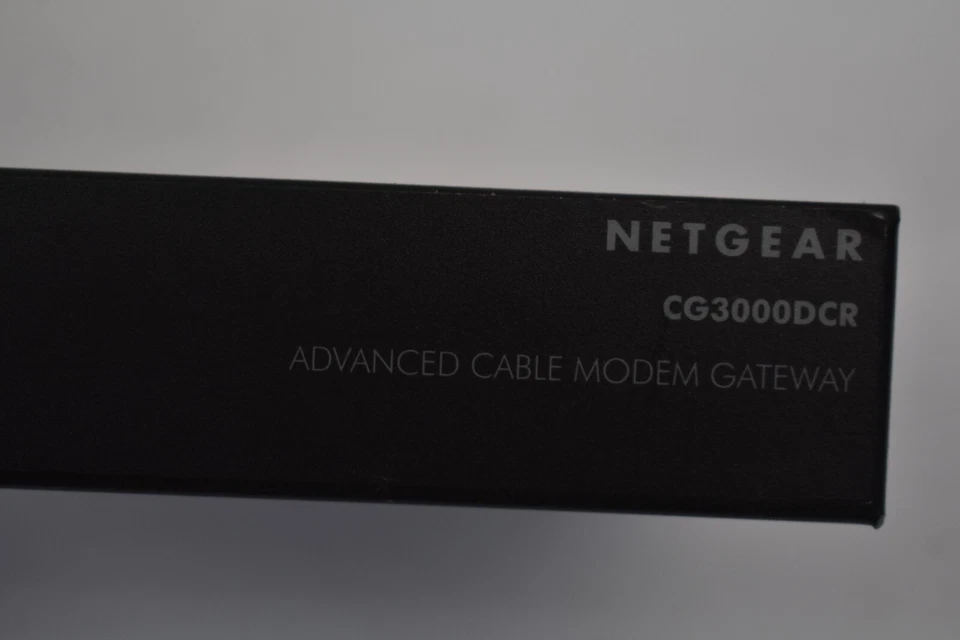 NETGEAR
CG3000DCR
ADVANCED CABLE MODEM GATEWAY